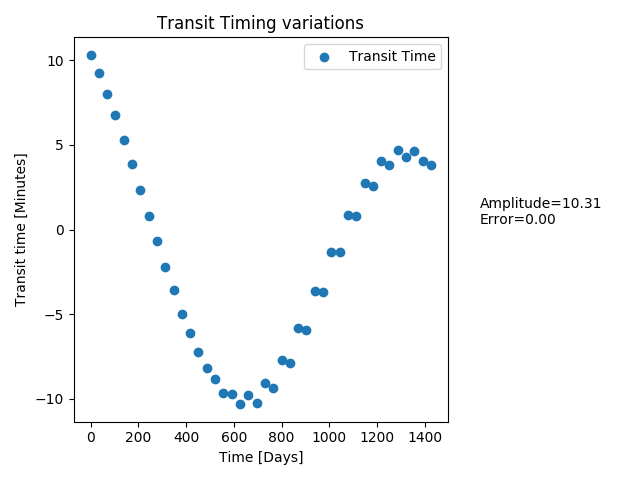 Transit Timing variations
Transit Time
10
5
0
−5
−10
Transit time [Minutes]
0 200 400 600 800 1000 1200 1400
Time [Days]
Amplitude=10.31
Error=0.00